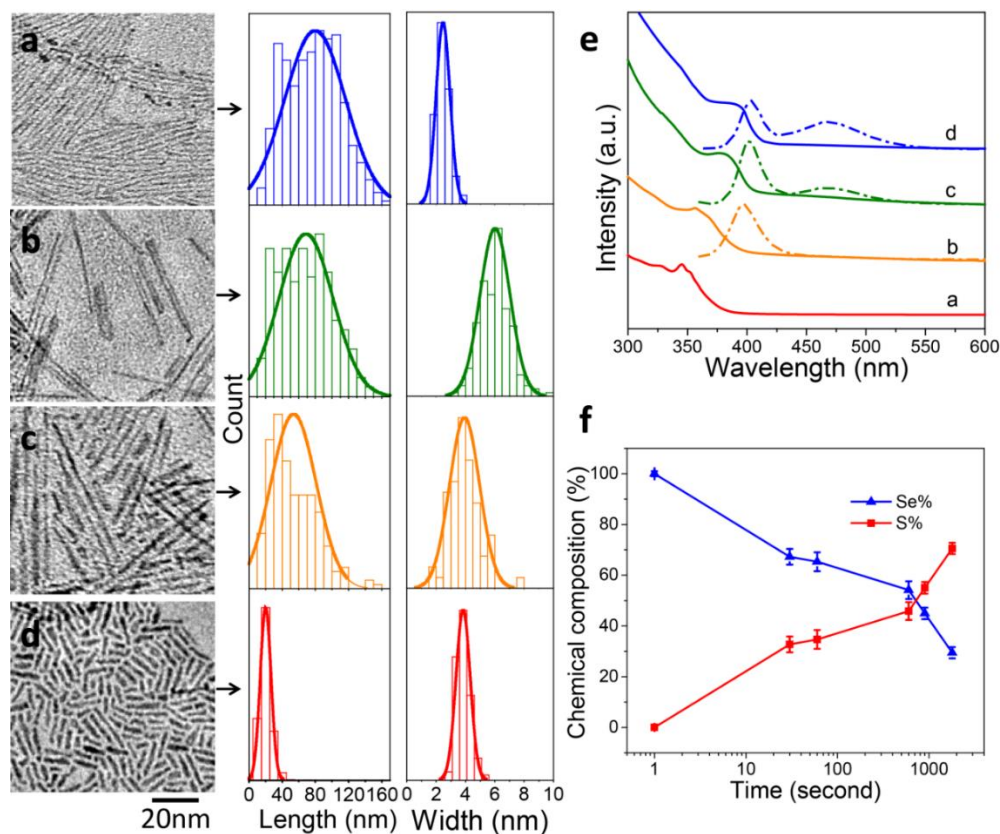 a
b
c
d
20nm
Count
0 40 80 120 160
Length (nm)
0 2 4 6 8 10
Width (nm)
e
Intensity (a.u.)
d
c
b
a
300 350 400 450 500 550 600
Wavelength (nm)
f
Chemical composition (%)
100
80
60
40
20
0
Se%
S%
1 10 100 1000
Time (second)